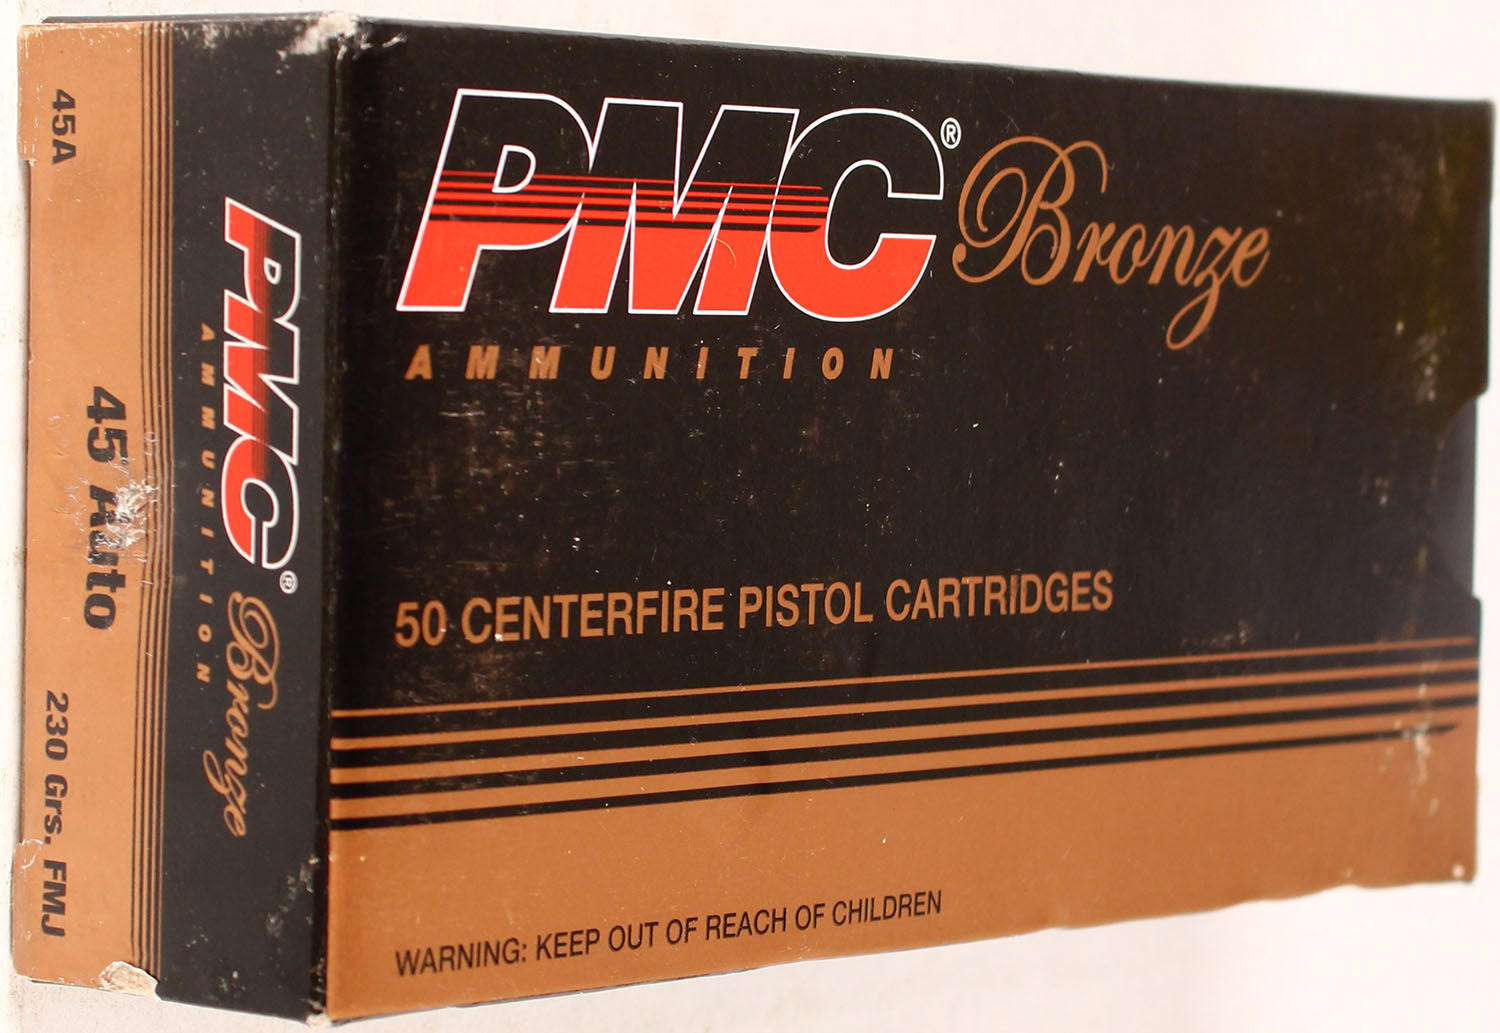 PMC® Bronze
AMMUNITION
50 CENTERFIRE PISTOL CARTRIDGES
WARNING: KEEP OUT OF REACH OF CHILDREN
PMC® Bronze
AMMUNITION
45A
45 Auto
230 Grs. FMJ